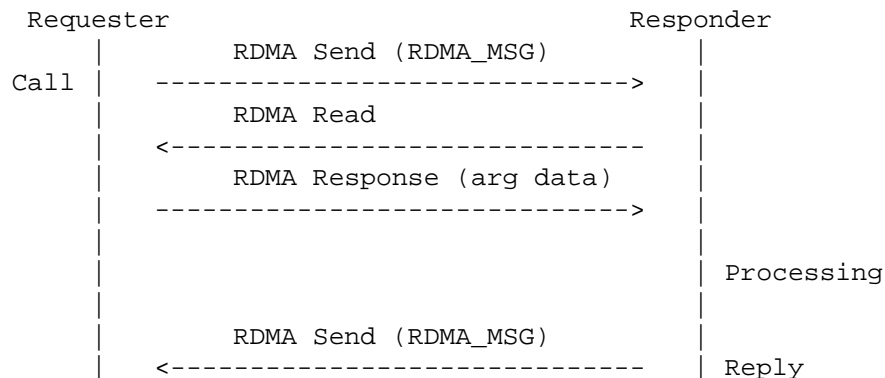 Requester                                    Responder
    |        RDMA Send (RDMA_MSG)         |
Call |   ------------------------------>   |
    |        RDMA Read                    |
    |   <------------------------------   |
    |        RDMA Response (arg data)     |
    |   ------------------------------>   |
    |                                     |
    |                                     | Processing
    |                                     |
    |        RDMA Send (RDMA_MSG)         |
    |   <------------------------------   | Reply